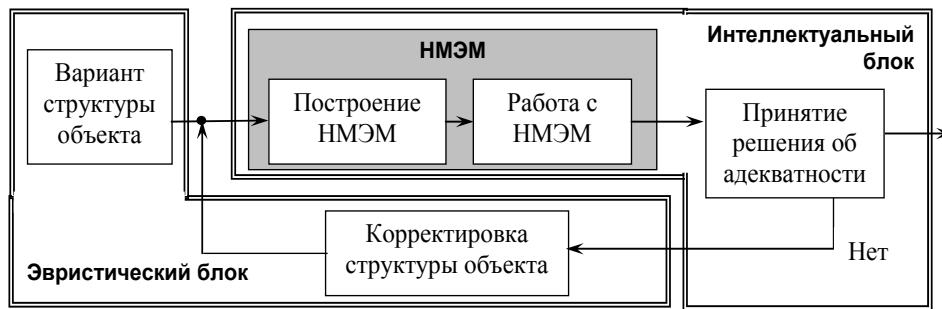 Вариант
структуры
объекта
НМЭМ
Построение
НМЭМ
Работа с
НМЭМ
Интеллектуальный
блок
Принятие
решения об
адекватности
Нет
Корректировка
структуры объекта
Эвристический блок